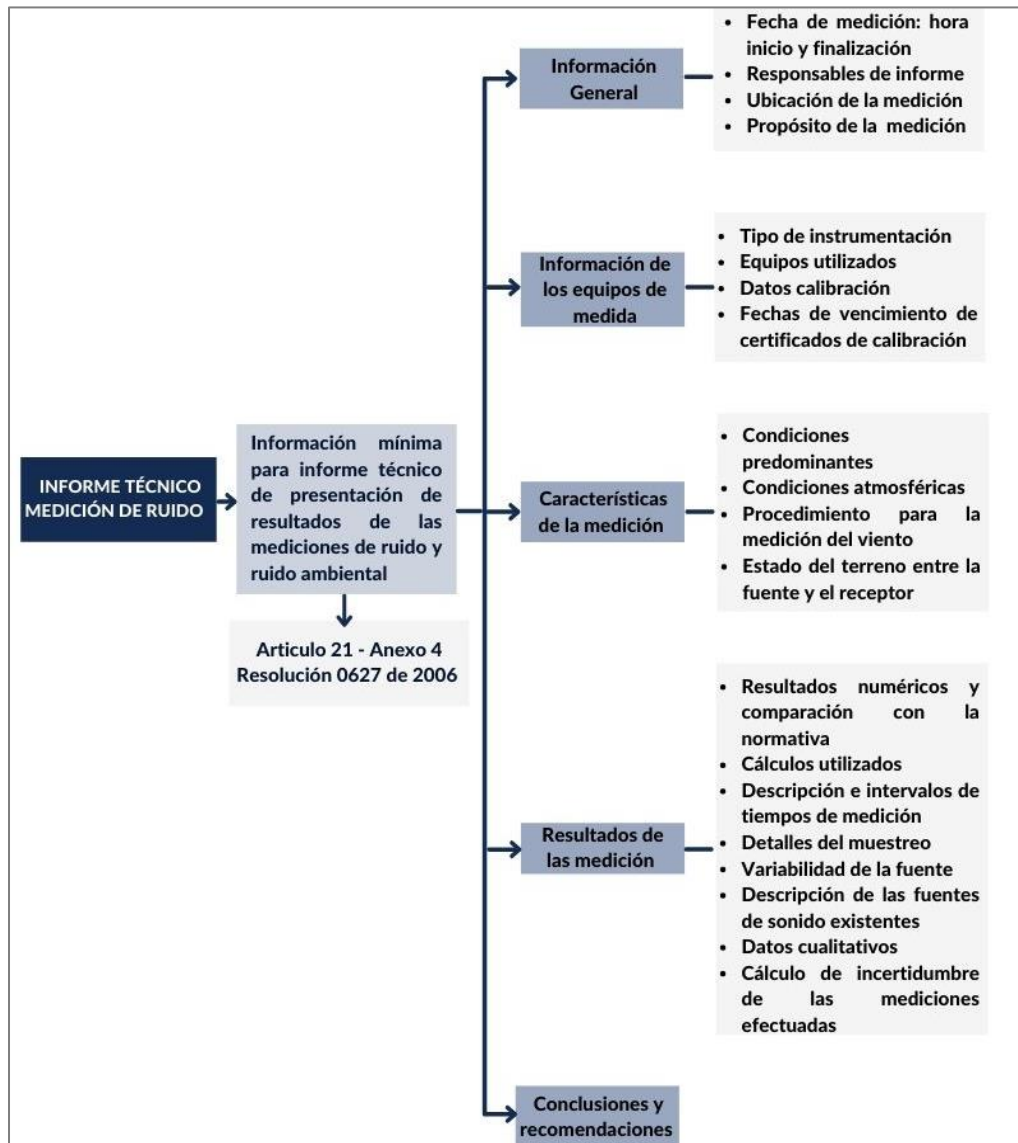 INFORME TÉCNICO
MEDICIÓN DE RUIDO
Información mínima
para informe técnico
de presentación de
resultados de las
mediciones de ruido y
ruido ambiental
Articulo 21 - Anexo 4
Resolución 0627 de 2006
Información
General
• Fecha de medición: hora
inicio y finalización
• Responsables de informe
• Ubicación de la medición
• Propósito de la medición
Información de
los equipos de
medida
• Tipo de instrumentación
• Equipos utilizados
• Datos calibración
• Fechas de vencimiento de
certificados de calibración
Características
de la medición
• Condiciones
predominantes
• Condiciones atmosféricas
• Procedimiento para la
medición del viento
• Estado del terreno entre la
fuente y el receptor
Resultados de
las medición
• Resultados numéricos y
comparación con la
normativa
• Cálculos utilizados
• Descripción e intervalos de
tiempos de medición
• Detalles del muestreo
• Variabilidad de la fuente
• Descripción de las fuentes
de sonido existentes
• Datos cualitativos
• Cálculo de incertidumbre
de las mediciones
efectuadas
Conclusiones y
recomendaciones